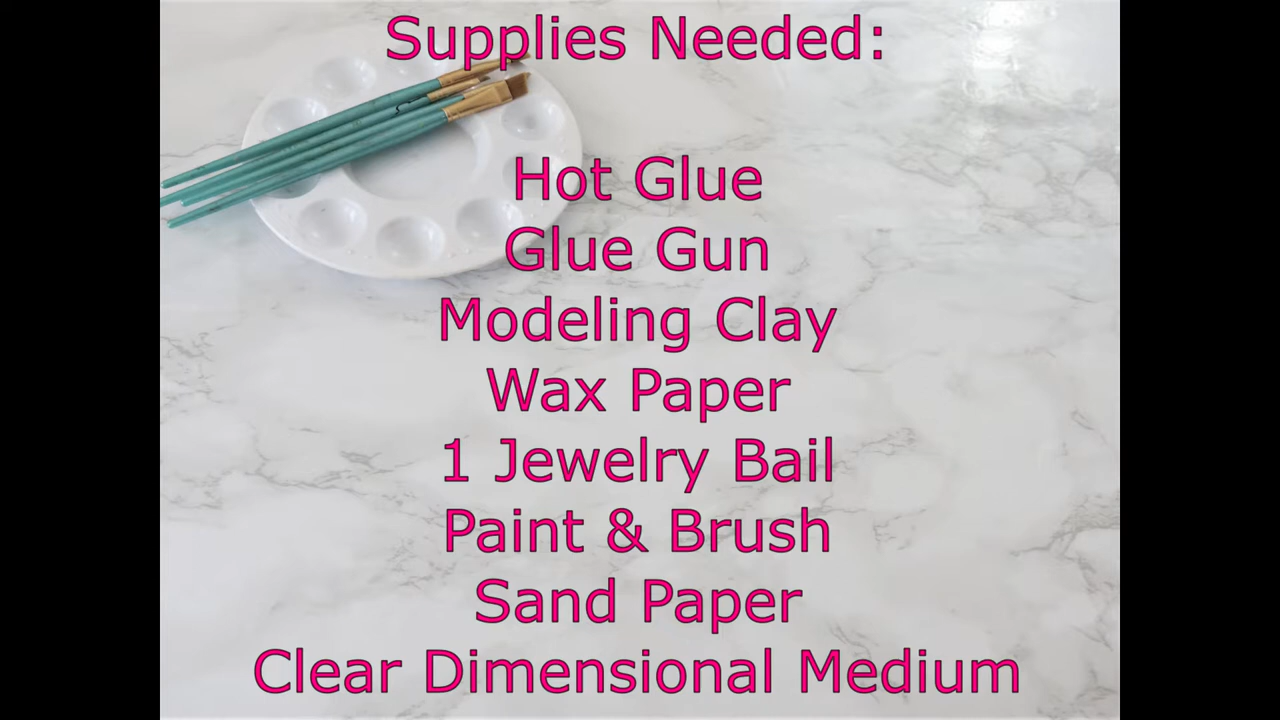 Supplies Needed:
Hot Glue
Glue Gun
Modeling Clay
Wax Paper
1 Jewelry Bail
Paint & Brush
Sand Paper
Clear Dimensional Medium